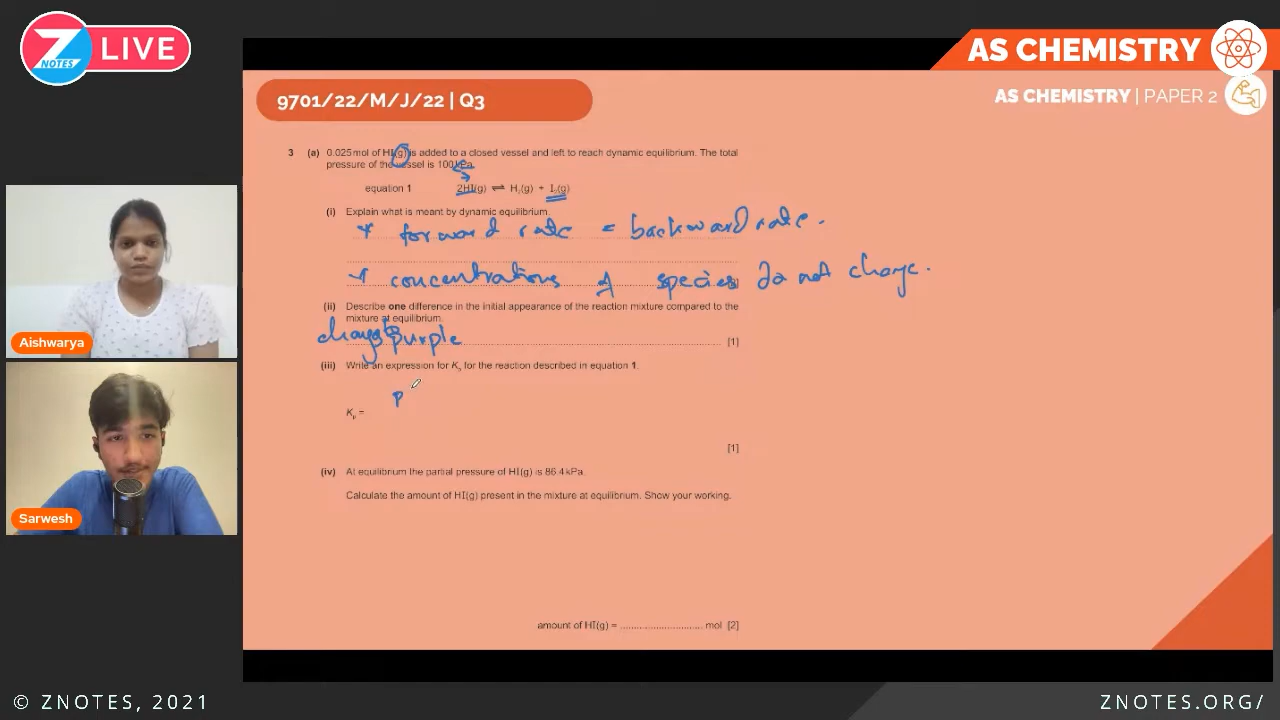 Z NOTES LIVE
AS CHEMISTRY
9701/22/M/J/22 | Q3
AS CHEMISTRY | PAPER 2
3 (a) 0.025 mol of HI(g) is added to a closed vessel and left to reach dynamic equilibrium. The total
pressure of the vessel is 100 kPa.
equation 1 2HI(g) ⇌ H₂(g) + I₂(g)
(i) Explain what is meant by dynamic equilibrium.
* forward rate = backward rate.
* concentrations of species do not change.
(ii) Describe one difference in the initial appearance of the reaction mixture compared to the
mixture at equilibrium.
change to purple
[1]
(iii) Write an expression for Kp for the reaction described in equation 1.
p
Kp =
[1]
(iv) At equilibrium the partial pressure of HI(g) is 86.4 kPa.
Calculate the amount of HI(g) present in the mixture at equilibrium. Show your working.
amount of HI(g) = ............................ mol [2]
Aishwarya
Sarwesh
© ZNOTES, 2021
ZNOTES.ORG/